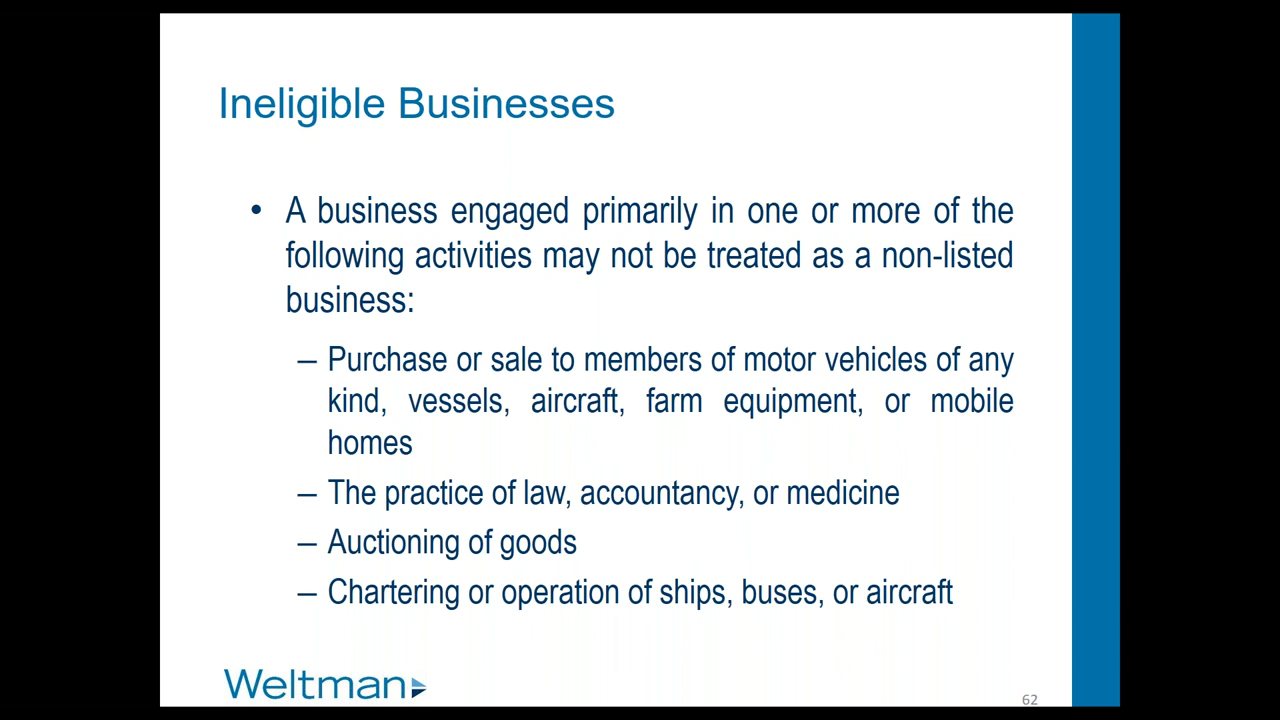 Ineligible Businesses
• A business engaged primarily in one or more of the
following activities may not be treated as a non-listed
business:
– Purchase or sale to members of motor vehicles of any
kind, vessels, aircraft, farm equipment, or mobile
homes
– The practice of law, accountancy, or medicine
– Auctioning of goods
– Chartering or operation of ships, buses, or aircraft
Weltman
62